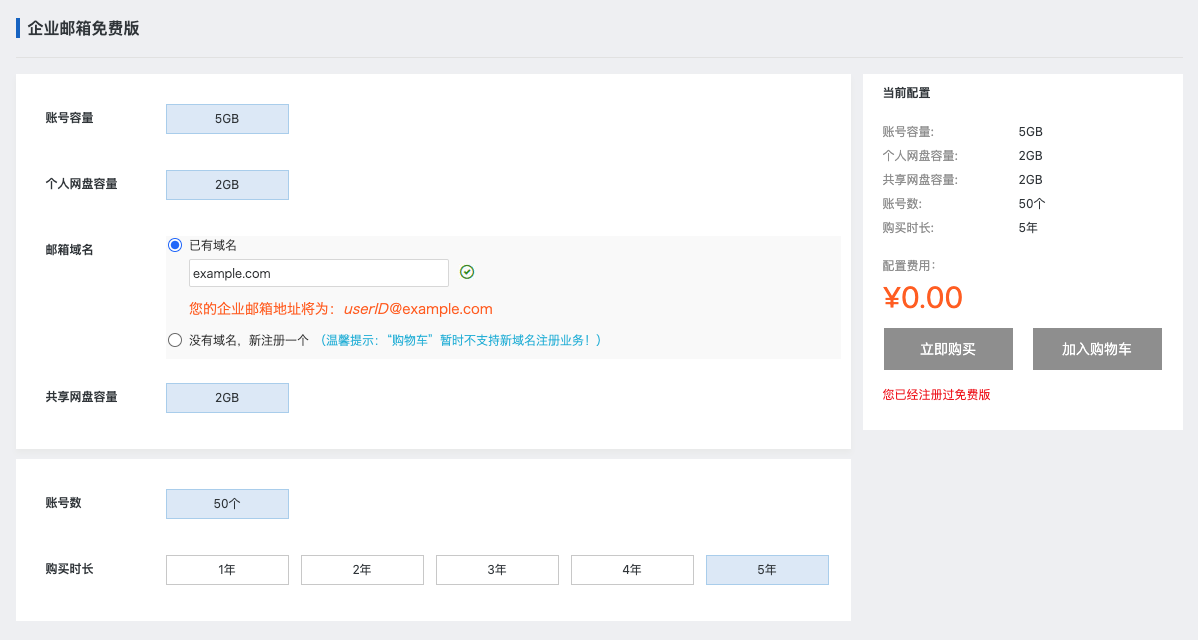 企业邮箱免费版
账号容量
5GB
个人网盘容量
2GB
邮箱域名
已有域名
example.com
您的企业邮箱地址将为：userID@example.com
没有域名，新注册一个 （温馨提示：“购物车”暂时不支持新域名注册业务！）
共享网盘容量
2GB
账号数
50个
购买时长
1年 2年 3年 4年 5年
当前配置
账号容量: 5GB
个人网盘容量: 2GB
共享网盘容量: 2GB
账号数: 50个
购买时长: 5年
配置费用：
¥0.00
立即购买 加入购物车
您已经注册过免费版